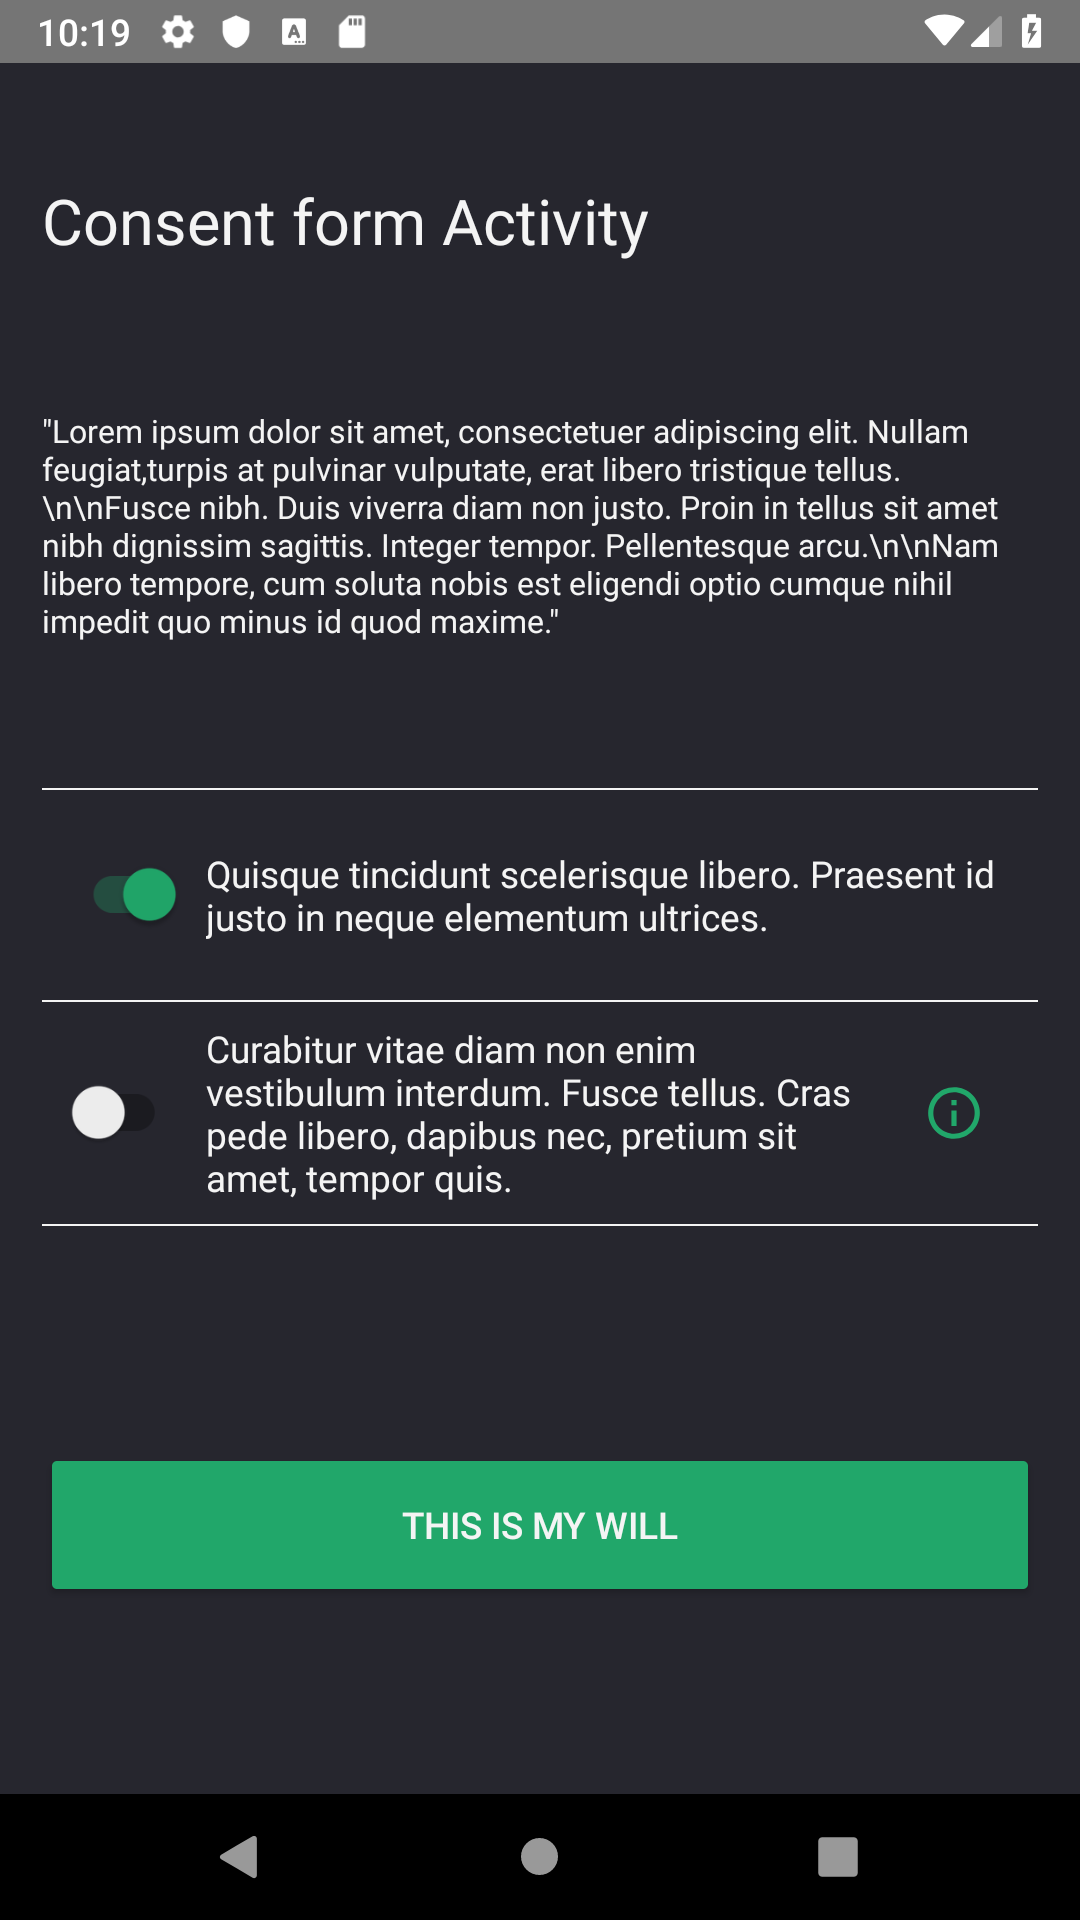 10:19
Consent form Activity
"Lorem ipsum dolor sit amet, consectetuer adipiscing elit. Nullam
feugiat,turpis at pulvinar vulputate, erat libero tristique tellus.
\n\nFusce nibh. Duis viverra diam non justo. Proin in tellus sit amet
nibh dignissim sagittis. Integer tempor. Pellentesque arcu.\n\nNam
libero tempore, cum soluta nobis est eligendi optio cumque nihil
impedit quo minus id quod maxime."
Quisque tincidunt scelerisque libero. Praesent id
justo in neque elementum ultrices.
Curabitur vitae diam non enim
vestibulum interdum. Fusce tellus. Cras
pede libero, dapibus nec, pretium sit
amet, tempor quis.
THIS IS MY WILL